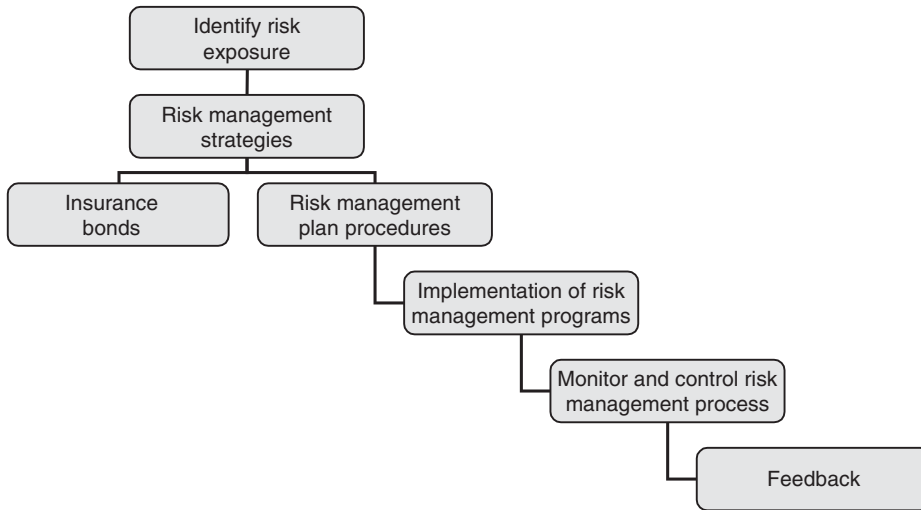 Identify risk
exposure
Risk management
strategies
Insurance
bonds
Risk management
plan procedures
Implementation of risk
management programs
Monitor and control risk
management process
Feedback